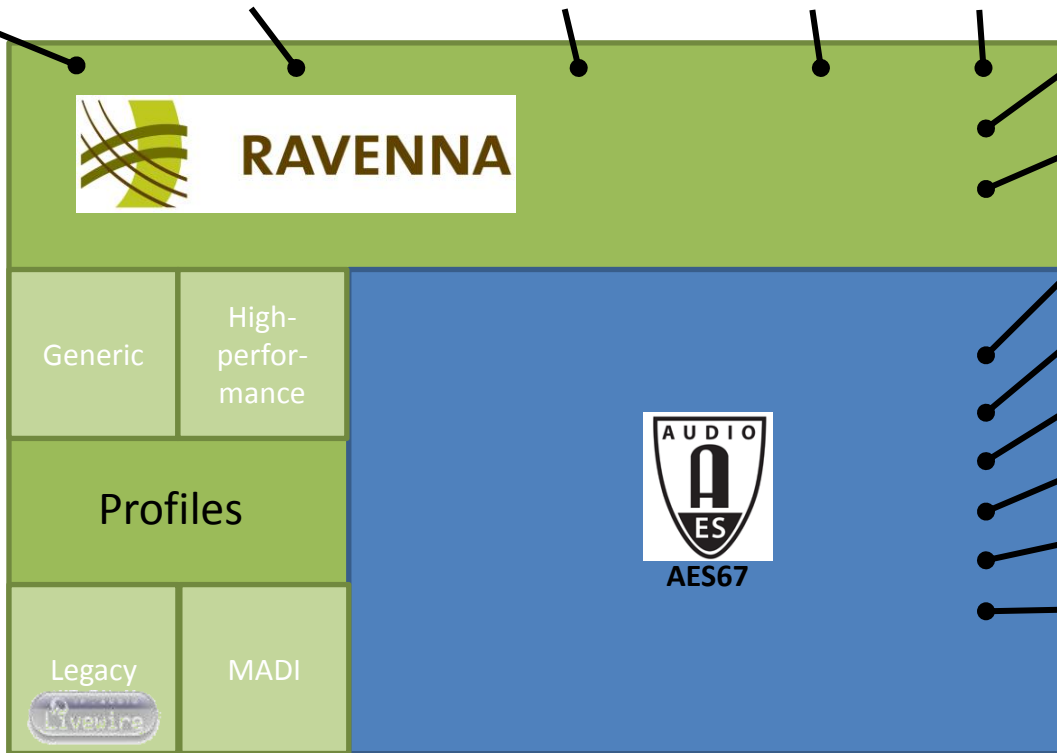 RAVENNA
Generic
High-
perfor-
mance
AUDIO
A
ES
AES67
Profiles
Legacy
MADI
Livewire